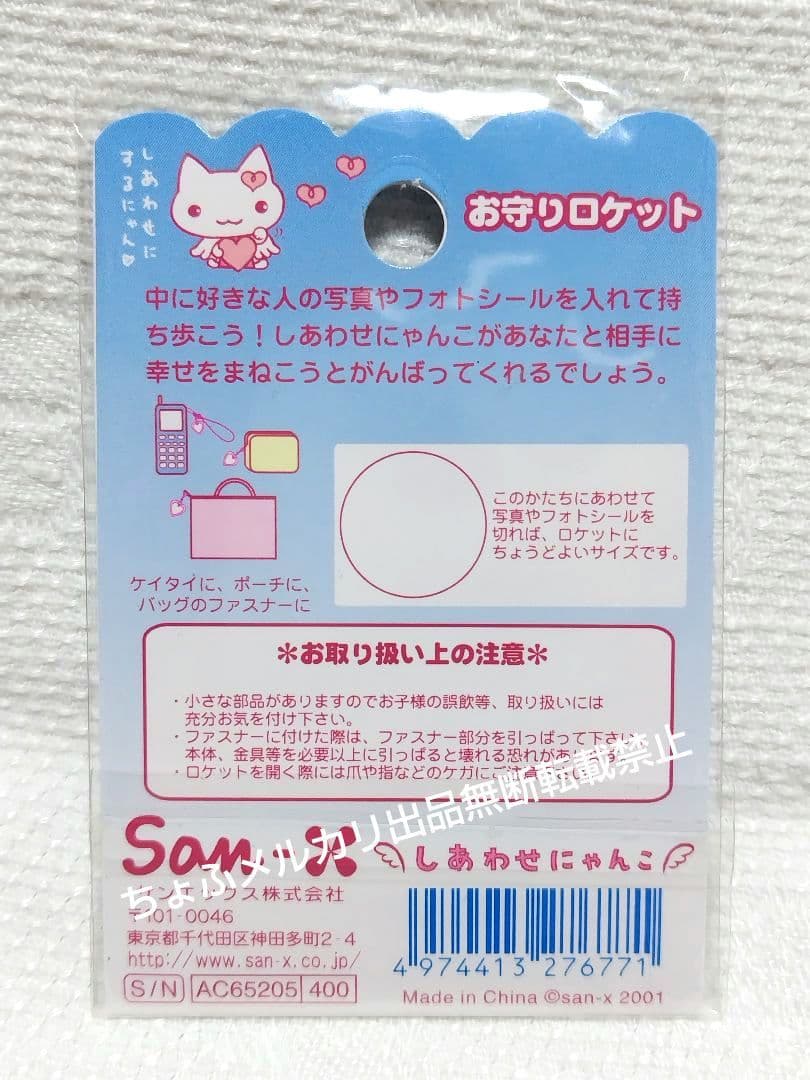 しあわせに
するにゃん♡
お守りロケット
中に好きな人の写真やフォトシールを入れて持
ち歩こう！しあわせにゃんこがあなたと相手に
幸せをまねこうとがんばってくれるでしょう。
このかたちにあわせて
写真やフォトシールを
切れば、ロケットに
ちょうどよいサイズです。
ケイタイに、ポーチに、
バッグのファスナーに
＊お取り扱い上の注意＊
・小さな部品がありますのでお子様の誤飲等、取り扱いには
充分お気を付け下さい。
・ファスナーに付けた際は、ファスナー部分を引っぱって下さい
本体、金具等を必要以上に引っぱると壊れる恐れがあります。
・ロケットを開く際には爪や指などのケガにご注意下さい。
ちょふメルカリ出品無断転載禁止
San-X
しあわせにゃんこ
サンエックス株式会社
〒101-0046
東京都千代田区神田多町2-4
http://www.san-x.co.jp/
S/N AC65205 400
4 974413 276771
Made in China ©san-x 2001